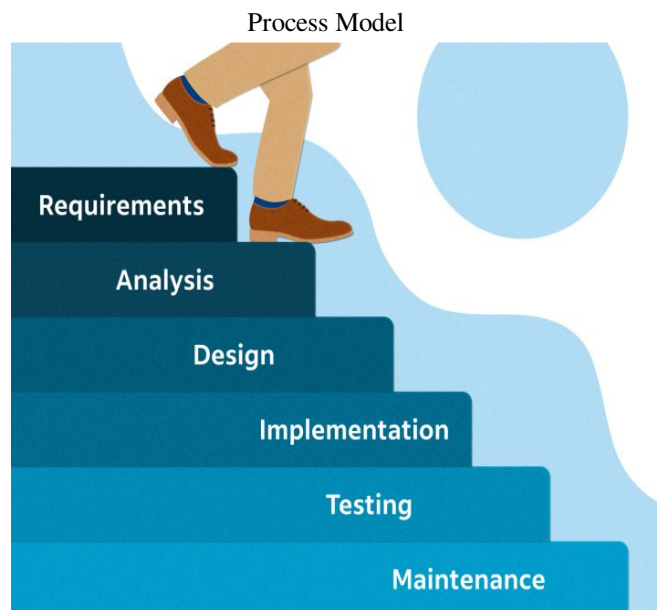 Process Model
Requirements
Analysis
Design
Implementation
Testing
Maintenance